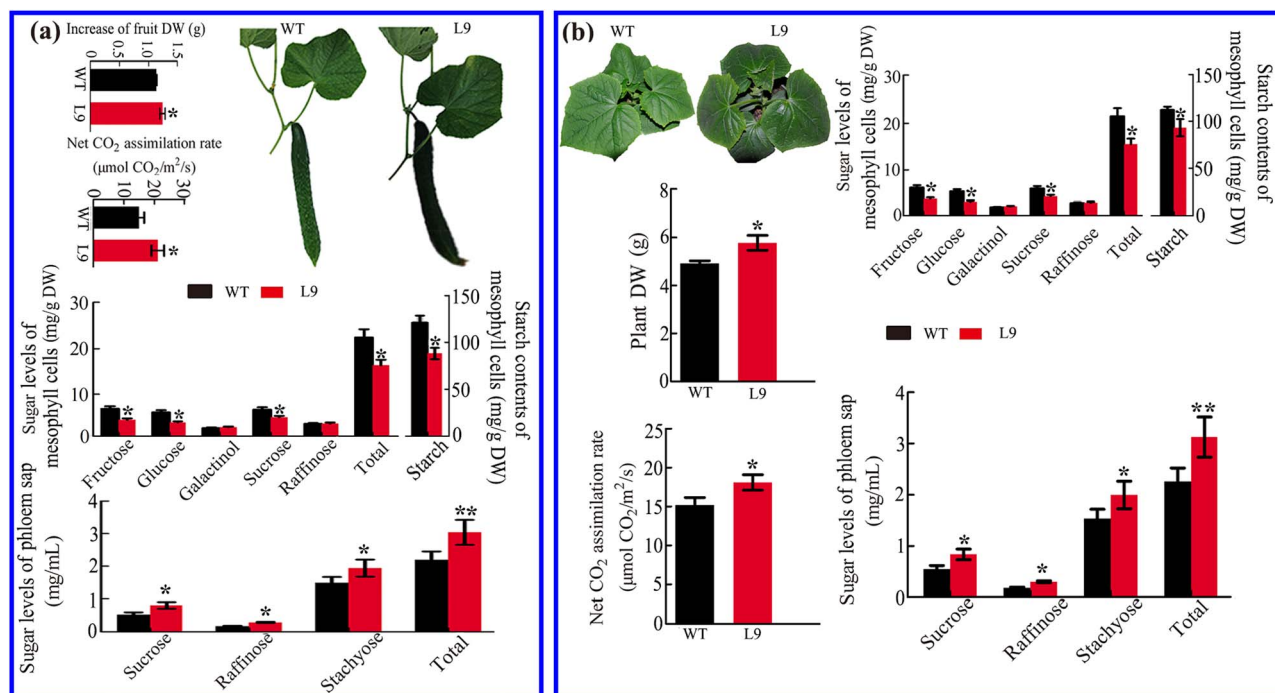 (a)
Increase of fruit DW (g)
0.5 1.0 1.5
WT
L9 *
Net CO2 assimilation rate
(μmol CO2/m2/s)
0 10 20 30
WT
L9 *
WT L9
WT L9
Sugar levels of
mesophyll cells (mg/g DW)
30
20
10
0
* * * * *
Fructose Glucose Galactinol Sucrose Raffinose Total Starch
150
100
50
0
Starch contents of
mesophyll cells (mg/g DW)
Sugar levels of phloem sap
(mg/mL)
4
3
2
1
0
* * * **
Sucrose Raffinose Stachyose Total
(b)
WT L9
Plant DW (g)
8
6
4
2
0
*
WT L9
Net CO2 assimilation rate
(μmol CO2/m2/s)
25
20
15
10
5
0
*
WT L9
Sugar levels of
mesophyll cells (mg/g DW)
30
20
10
0
* * * * *
Fructose Glucose Galactinol Sucrose Raffinose Total Starch
150
100
50
0
Starch contents of
mesophyll cells (mg/g DW)
WT L9
Sugar levels of phloem sap
(mg/mL)
4
3
2
1
0
* * * **
Sucrose Raffinose Stachyose Total